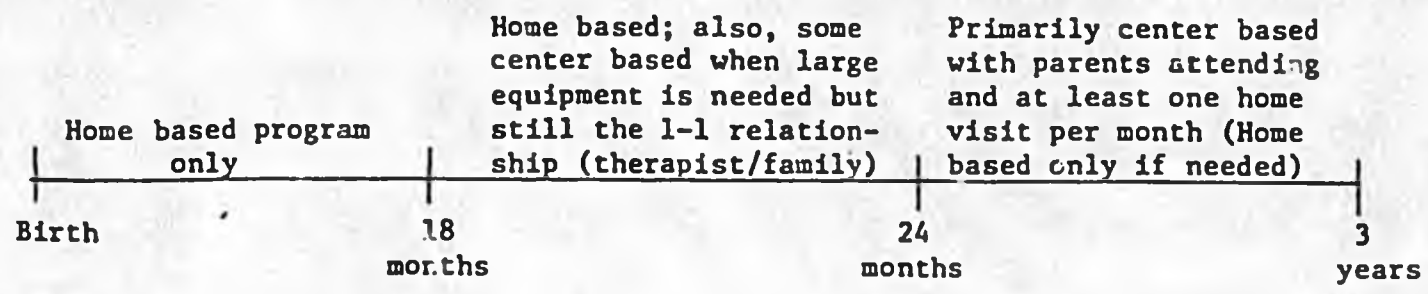 Home based program
only
Home based; also, some
center based when large
equipment is needed but
still the 1-1 relation-
ship (therapist/family)
Primarily center based
with parents attending
and at least one home
visit per month (Home
based only if needed)
Birth
18
months
24
months
3
years